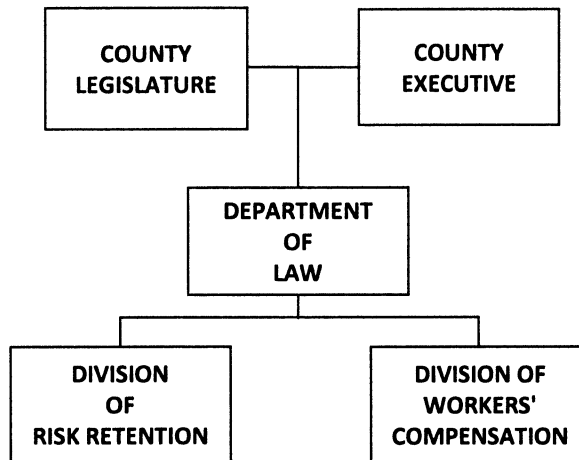 COUNTY
LEGISLATURE
COUNTY
EXECUTIVE
DEPARTMENT
OF
LAW
DIVISION
OF
RISK RETENTION
DIVISION OF
WORKERS'
COMPENSATION